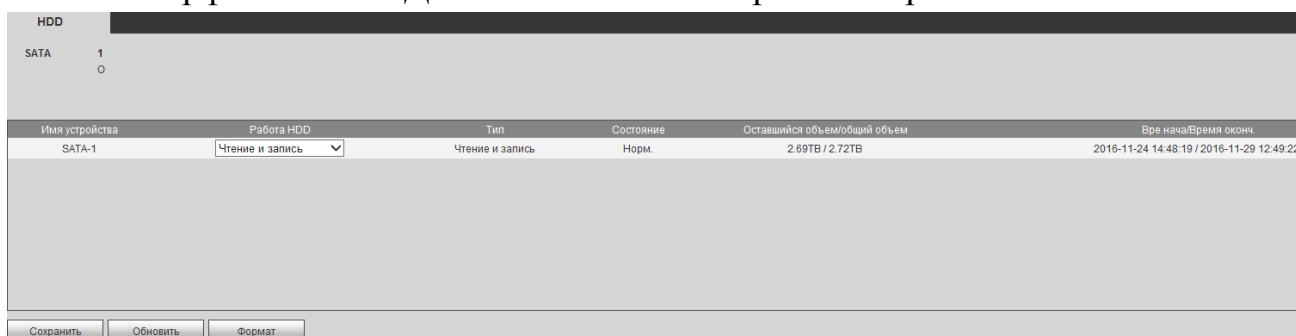 HDD
SATA 1
O
Имя устройства Работа HDD Тип Состояние Оставшийся объем/общий объем Вре нача/Время оконч.
SATA-1 Чтение и запись Чтение и запись Норм. 2.69TB / 2.72TB 2016-11-24 14:48:19 / 2016-11-29 12:49:22
Сохранить Обновить Формат